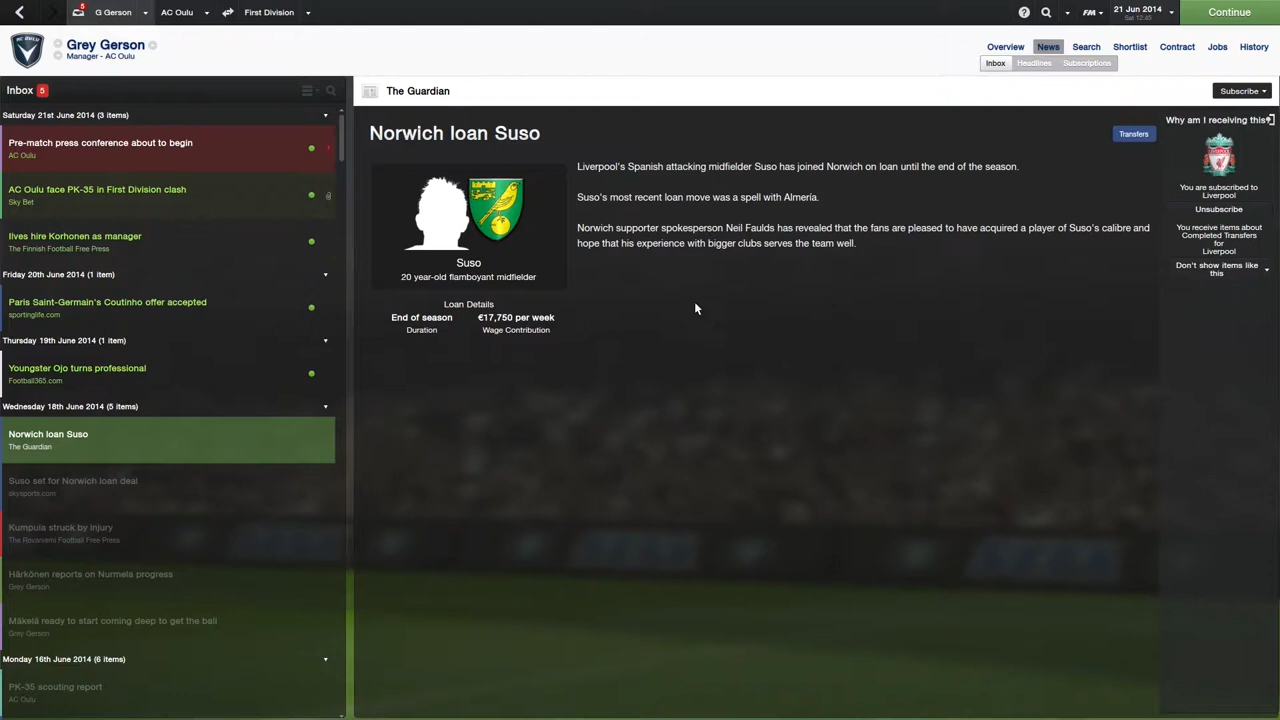 5
G Gerson
AC Oulu
First Division
FM
21 Jun 2014
Sat 12:45
Continue
AC OULU
Grey Gerson
Manager - AC Oulu
Overview
News
Search
Shortlist
Contract
Jobs
History
Inbox
Headlines
Subscriptions
Inbox 5
Saturday 21st June 2014 (3 items)
Pre-match press conference about to begin
AC Oulu
AC Oulu face PK-35 in First Division clash
Sky Bet
Ilves hire Korhonen as manager
The Finnish Football Free Press
Friday 20th June 2014 (1 item)
Paris Saint-Germain's Coutinho offer accepted
sportinglife.com
Thursday 19th June 2014 (1 item)
Youngster Ojo turns professional
Football365.com
Wednesday 18th June 2014 (5 items)
Norwich loan Suso
The Guardian
Suso set for Norwich loan deal
skysports.com
Kumpula struck by injury
The Rovaniemi Football Free Press
Härkönen reports on Nurmela progress
Grey Gerson
Mäkelä ready to start coming deep to get the ball
Grey Gerson
Monday 16th June 2014 (6 items)
PK-35 scouting report
AC Oulu
The Guardian
Subscribe
Norwich loan Suso
Transfers
Suso
20 year-old flamboyant midfielder
Loan Details
End of season
€17,750 per week
Duration
Wage Contribution
Liverpool's Spanish attacking midfielder Suso has joined Norwich on loan until the end of the season.
Suso's most recent loan move was a spell with Almería.
Norwich supporter spokesperson Neil Faulds has revealed that the fans are pleased to have acquired a player of Suso's calibre and
hope that his experience with bigger clubs serves the team well.
Why am I receiving this?
You are subscribed to
Liverpool
Unsubscribe
You receive items about
Completed Transfers
for
Liverpool
Don't show items like
this